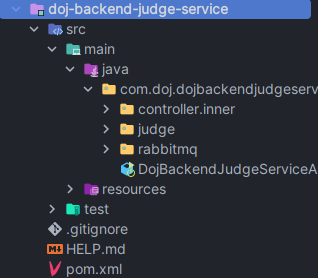 doj-backend-judge-service
src
main
java
com.doj.dojbackendjudgeserv
controller.inner
judge
rabbitmq
DojBackendJudgeServiceA
resources
test
.gitignore
HELP.md
pom.xml